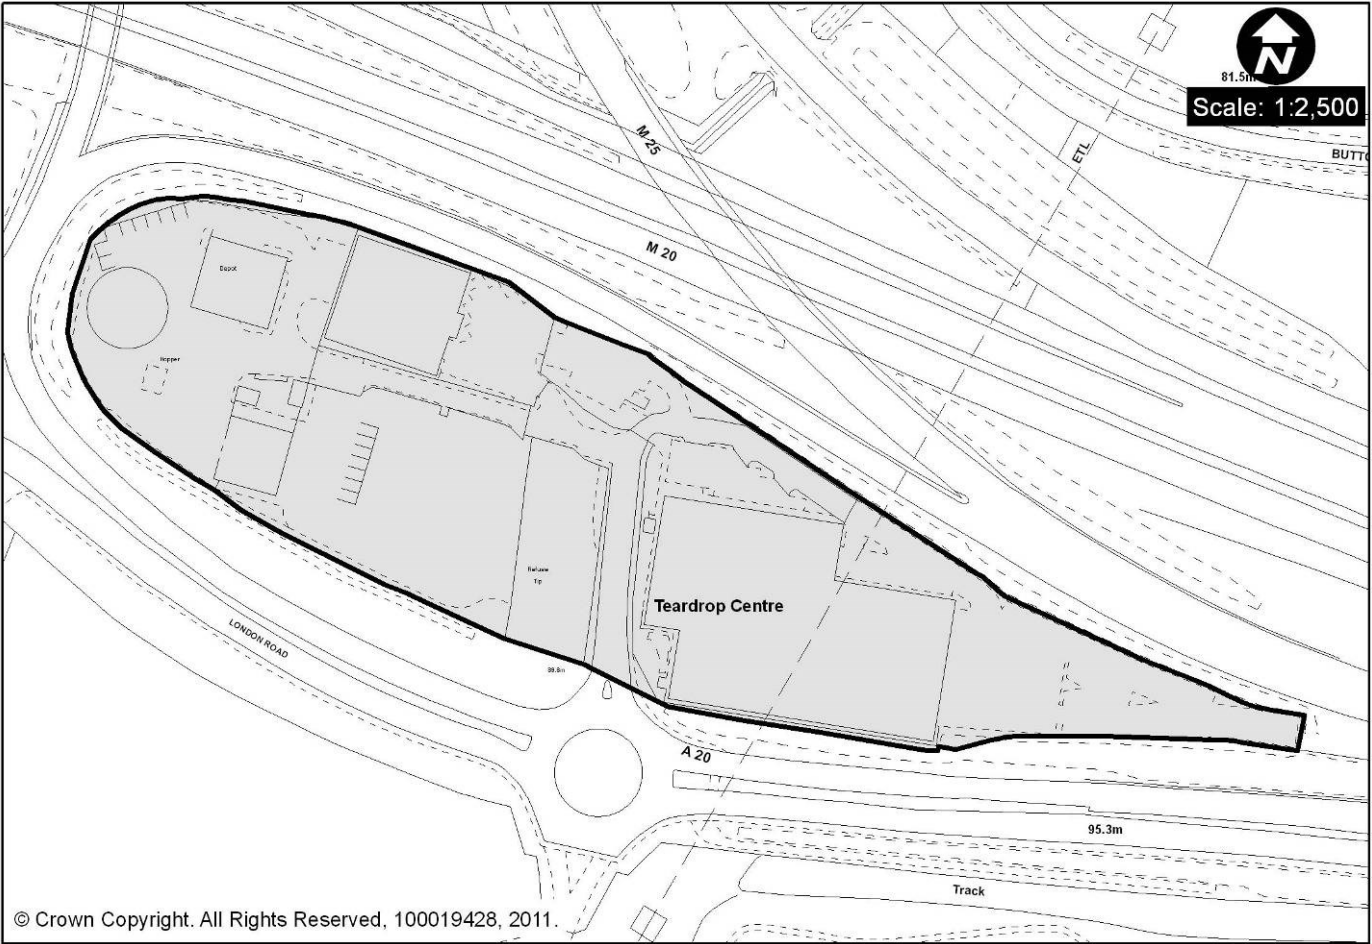 N
81.5m
Scale: 1:2,500
M 25
ETL
BUTTO
M 20
Depot
Hopper
Refuse
Tip
Teardrop Centre
LONDON ROAD
A 20
95.3m
Track
© Crown Copyright. All Rights Reserved, 100019428, 2011.